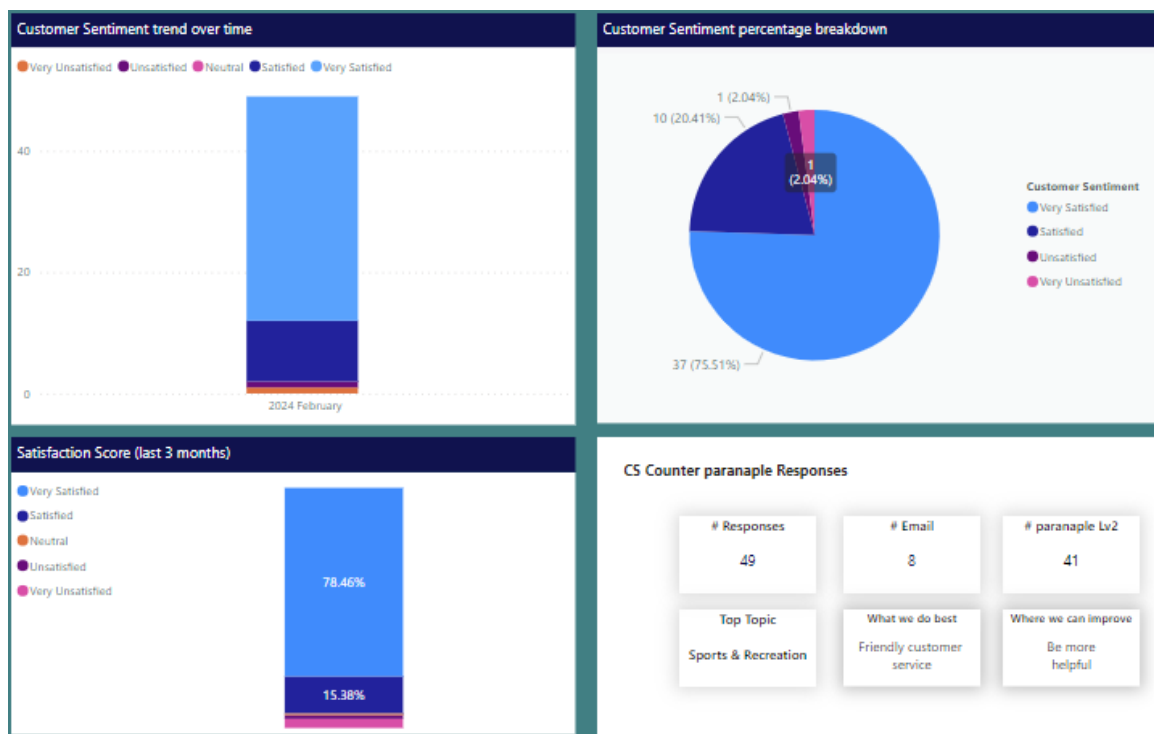 Customer Sentiment trend over time
Very Unsatisfied Unsatisfied Neutral Satisfied Very Satisfied
40
20
0
2024 February
Customer Sentiment percentage breakdown
1 (2.04%)
10 (20.41%)
1
(2.04%)
37 (75.51%)
Customer Sentiment
Very Satisfied
Satisfied
Unsatisfied
Very Unsatisfied
Satisfaction Score (last 3 months)
Very Satisfied
Satisfied
Neutral
Unsatisfied
Very Unsatisfied
78.46%
15.38%
CS Counter paranaple Responses
# Responses
49
# Email
8
# paranaple Lv2
41
Top Topic
Sports & Recreation
What we do best
Friendly customer
service
Where we can improve
Be more
helpful